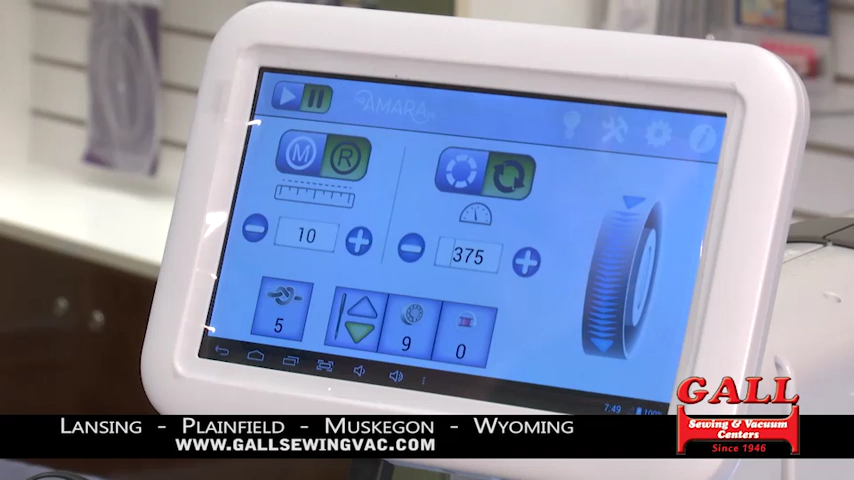 AMARA
M R
10
375
5
9
0
7:49 100%
LANSING - PLAINFIELD - MUSKEGON - WYOMING
WWW.GALLSEWINGVAC.COM
GALL
Sewing & Vacuum
Centers
Since 1946